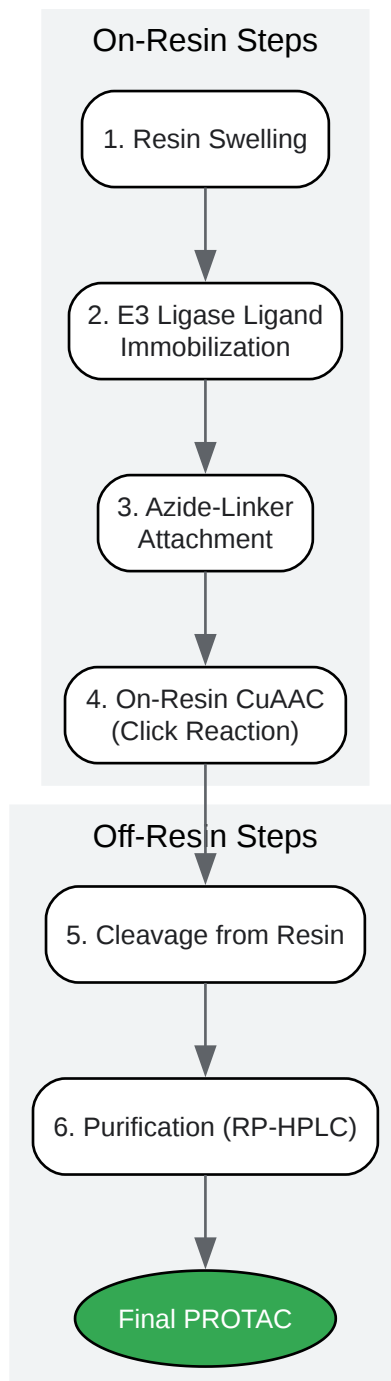 On-Resin Steps
1. Resin Swelling
2. E3 Ligase Ligand
Immobilization
3. Azide-Linker
Attachment
4. On-Resin CuAAC
(Click Reaction)
Off-Resin Steps
5. Cleavage from Resin
6. Purification (RP-HPLC)
Final PROTAC